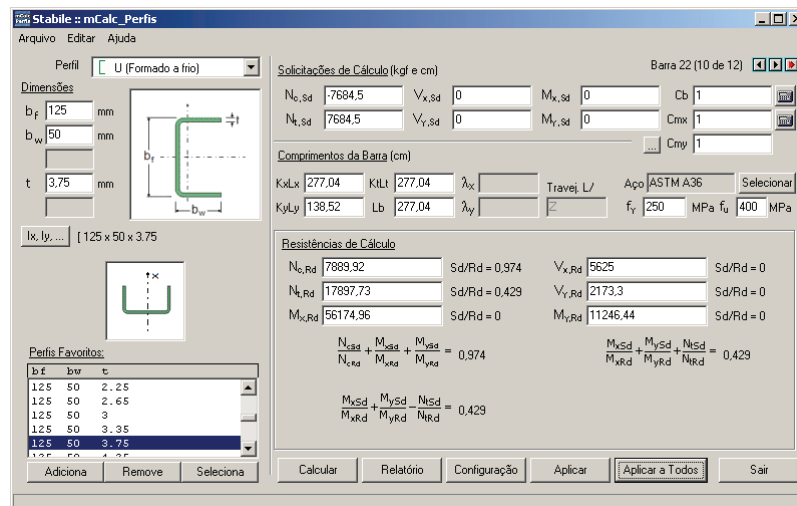 Stabile :: mCalc_Perfis
Arquivo Editar Ajuda
Perfil [ U (Formado a frio)
Dimensões
bf 125 mm
bw 50 mm
t 3,75 mm
bf
t
bw
Ix, Iy, ... [ 125 x 50 x 3.75
x
Perfis Favoritos:
bf bw t
125 50 2.25
125 50 2.65
125 50 3
125 50 3.35
125 50 3.75
125 50 4.25
Adiciona Remove Seleciona
Solicitações de Cálculo (kgf e cm) Barra 22 (10 de 12)
Nc,Sd -7684,5 Vx,Sd 0 Mx,Sd 0 Cb 1
Nt,Sd 7684,5 VY,Sd 0 MY,Sd 0 Cmx 1
... Cmy 1
Comprimentos da Barra (cm)
KxLx 277,04 KtLt 277,04 λx Travej. L/ Aço ASTM A36 Selecionar
KyLy 138,52 Lb 277,04 λy Z fY 250 MPa fu 400 MPa
Resistências de Cálculo
Nc,Rd 7889,92 Sd/Rd = 0,974 Vx,Rd 5625 Sd/Rd = 0
Nt,Rd 17897,73 Sd/Rd = 0,429 VY,Rd 2173,3 Sd/Rd = 0
Mx,Rd 56174,96 Sd/Rd = 0 MY,Rd 11246,44 Sd/Rd = 0
NcSd/NcRd + MxSd/MxRd + MySd/MyRd = 0,974 MxSd/MxRd + MySd/MyRd + NtSd/NtRd = 0,429
MxSd/MxRd + MySd/MyRd - NtSd/NtRd = 0,429
Calcular Relatório Configuração Aplicar Aplicar a Todos Sair